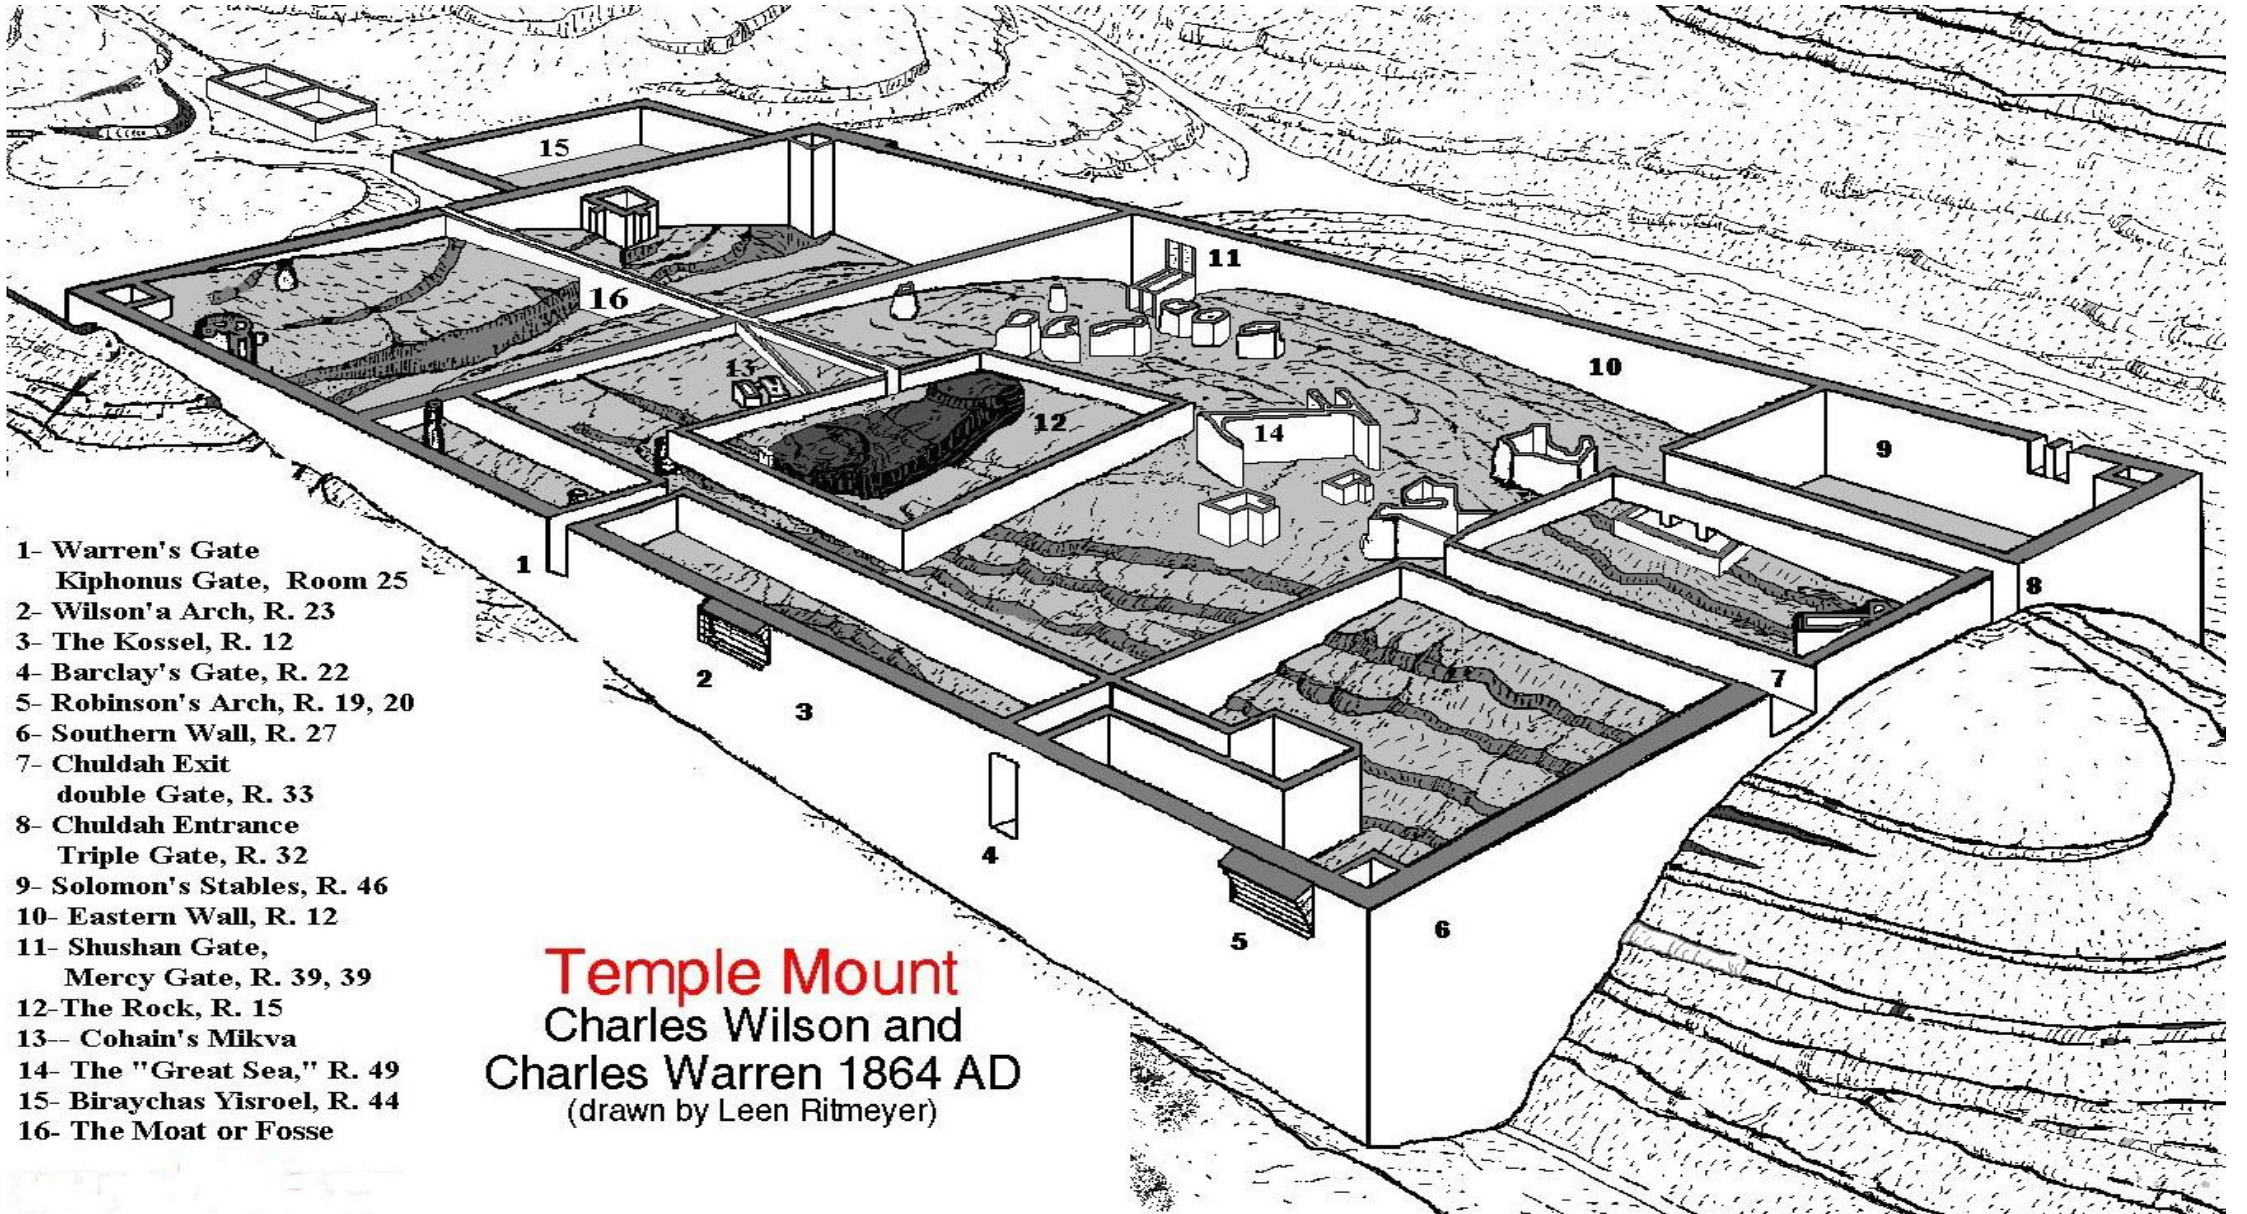 15
11
16
10
13
12
14
9
8
1
7
2
3
4
5
6
1- Warren's Gate
Kiphonus Gate, Room 25
2- Wilson'a Arch, R. 23
3- The Kossel, R. 12
4- Barclay's Gate, R. 22
5- Robinson's Arch, R. 19, 20
6- Southern Wall, R. 27
7- Chuldah Exit
double Gate, R. 33
8- Chuldah Entrance
Triple Gate, R. 32
9- Solomon's Stables, R. 46
10- Eastern Wall, R. 12
11- Shushan Gate,
Mercy Gate, R. 39, 39
12-The Rock, R. 15
13-- Cohain's Mikva
14- The "Great Sea," R. 49
15- Biraychas Yisroel, R. 44
16- The Moat or Fosse
Temple Mount
Charles Wilson and
Charles Warren 1864 AD
(drawn by Leen Ritmeyer)